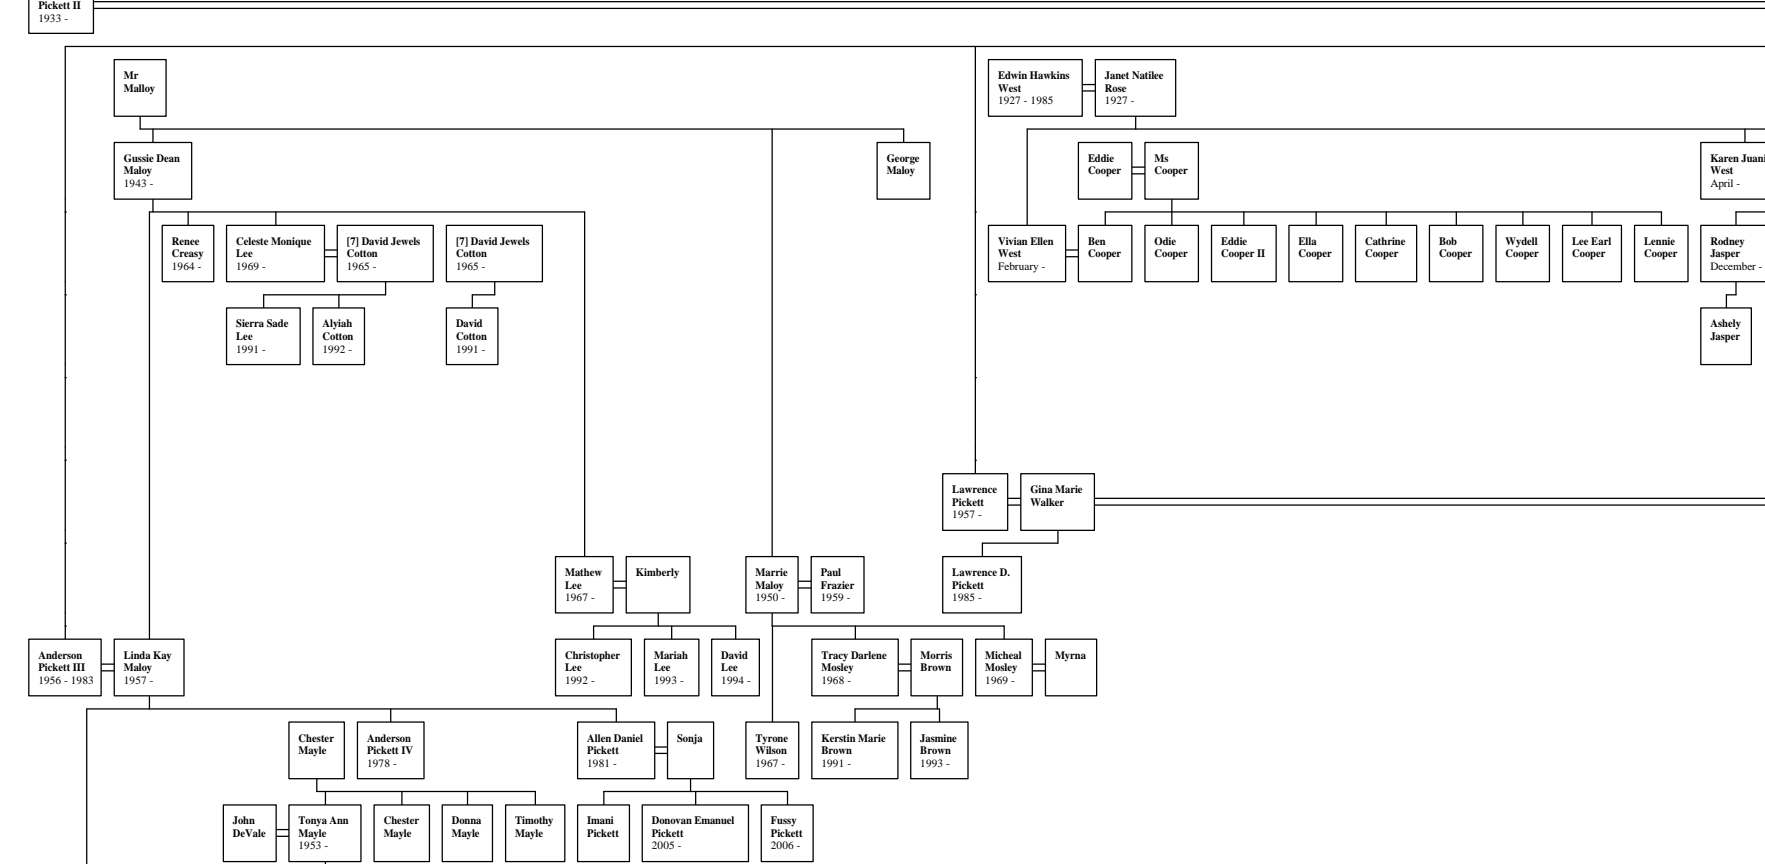 Pickett II
1933 -
Mr
Malloy
Edwin Hawkins
West
1927 - 1985
Janet Natilee
Rose
1927 -
Gussie Dean
Maloy
1943 -
George
Maloy
Eddie
Cooper
Ms
Cooper
Karen Juani
West
April -
Renee
Creasy
1964 -
Celeste Monique
Lee
1969 -
[7] David Jewels
Cotton
1965 -
[7] David Jewels
Cotton
1965 -
Vivian Ellen
West
February -
Ben
Cooper
Odie
Cooper
Eddie
Cooper II
Ella
Cooper
Cathrine
Cooper
Bob
Cooper
Wydell
Cooper
Lee Earl
Cooper
Lennie
Cooper
Rodney
Jasper
December -
Sierra Sade
Lee
1991 -
Alyiah
Cotton
1992 -
David
Cotton
1991 -
Ashely
Jasper
Lawrence
Pickett
1957 -
Gina Marie
Walker
Mathew
Lee
1967 -
Kimberly
Marrie
Maloy
1950 -
Paul
Frazier
1959 -
Lawrence D.
Pickett
1985 -
Anderson
Pickett III
1956 - 1983
Linda Kay
Maloy
1957 -
Christopher
Lee
1992 -
Mariah
Lee
1993 -
David
Lee
1994 -
Tracy Darlene
Mosley
1968 -
Morris
Brown
Micheal
Mosley
1969 -
Myrna
Chester
Mayle
Anderson
Pickett IV
1978 -
Allen Daniel
Pickett
1981 -
Sonja
Tyrone
Wilson
1967 -
Kerstin Marie
Brown
1991 -
Jasmine
Brown
1993 -
John
DeVale
Tonya Ann
Mayle
1953 -
Chester
Mayle
Donna
Mayle
Timothy
Mayle
Imani
Pickett
Donovan Emanuel
Pickett
2005 -
Fussy
Pickett
2006 -